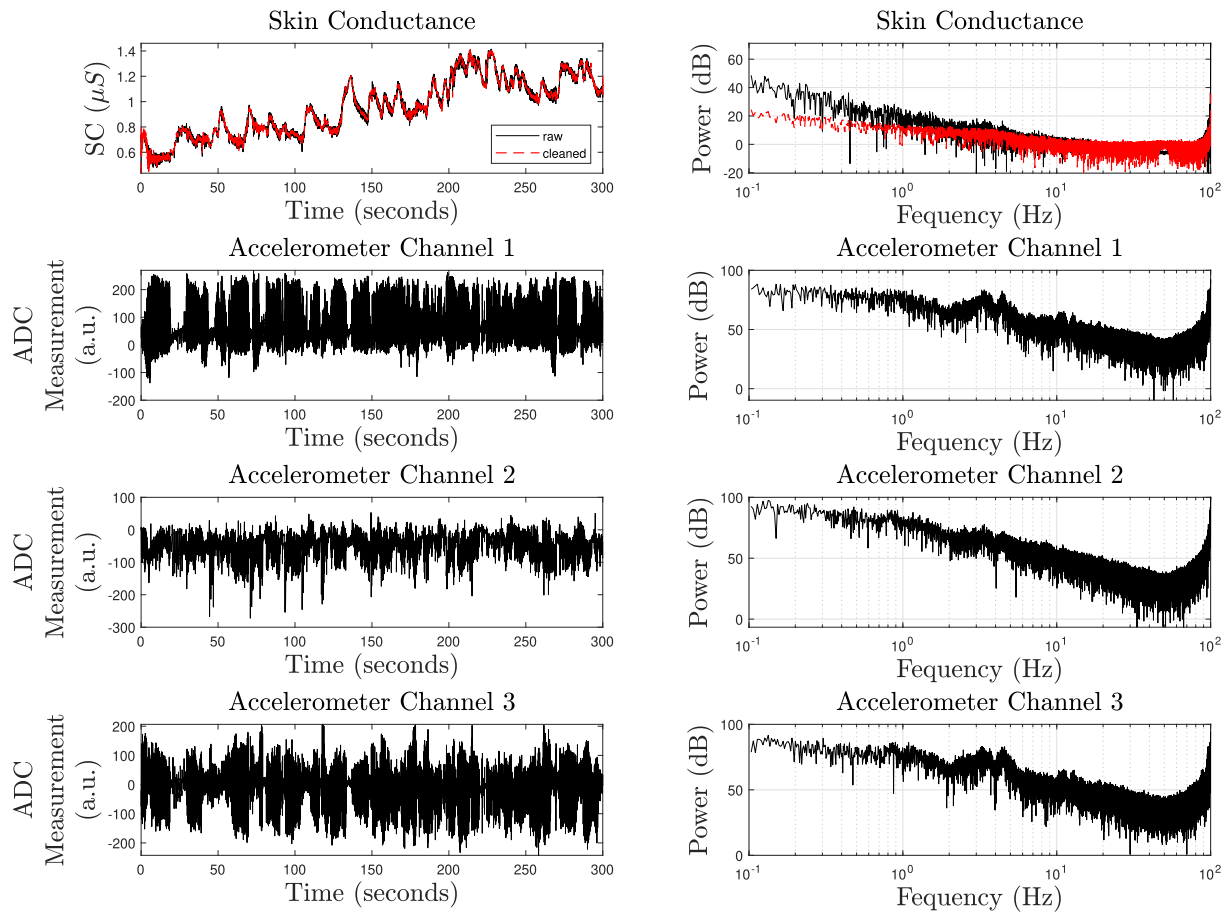 Skin Conductance
SC (μS)
1.4
1.2
1
0.8
0.6
raw
cleaned
0 50 100 150 200 250 300
Time (seconds)
Skin Conductance
Power (dB)
60
40
20
0
-20
10^-1 10^0 10^1 10^2
Fequency (Hz)
Accelerometer Channel 1
ADC
Measurement
(a.u.)
200
100
0
-100
-200
0 50 100 150 200 250 300
Time (seconds)
Accelerometer Channel 1
Power (dB)
100
50
0
10^-1 10^0 10^1 10^2
Fequency (Hz)
Accelerometer Channel 2
ADC
Measurement
(a.u.)
100
0
-100
-200
-300
0 50 100 150 200 250 300
Time (seconds)
Accelerometer Channel 2
Power (dB)
100
50
0
10^-1 10^0 10^1 10^2
Fequency (Hz)
Accelerometer Channel 3
ADC
Measurement
(a.u.)
200
100
0
-100
-200
0 50 100 150 200 250 300
Time (seconds)
Accelerometer Channel 3
Power (dB)
100
50
0
10^-1 10^0 10^1 10^2
Fequency (Hz)